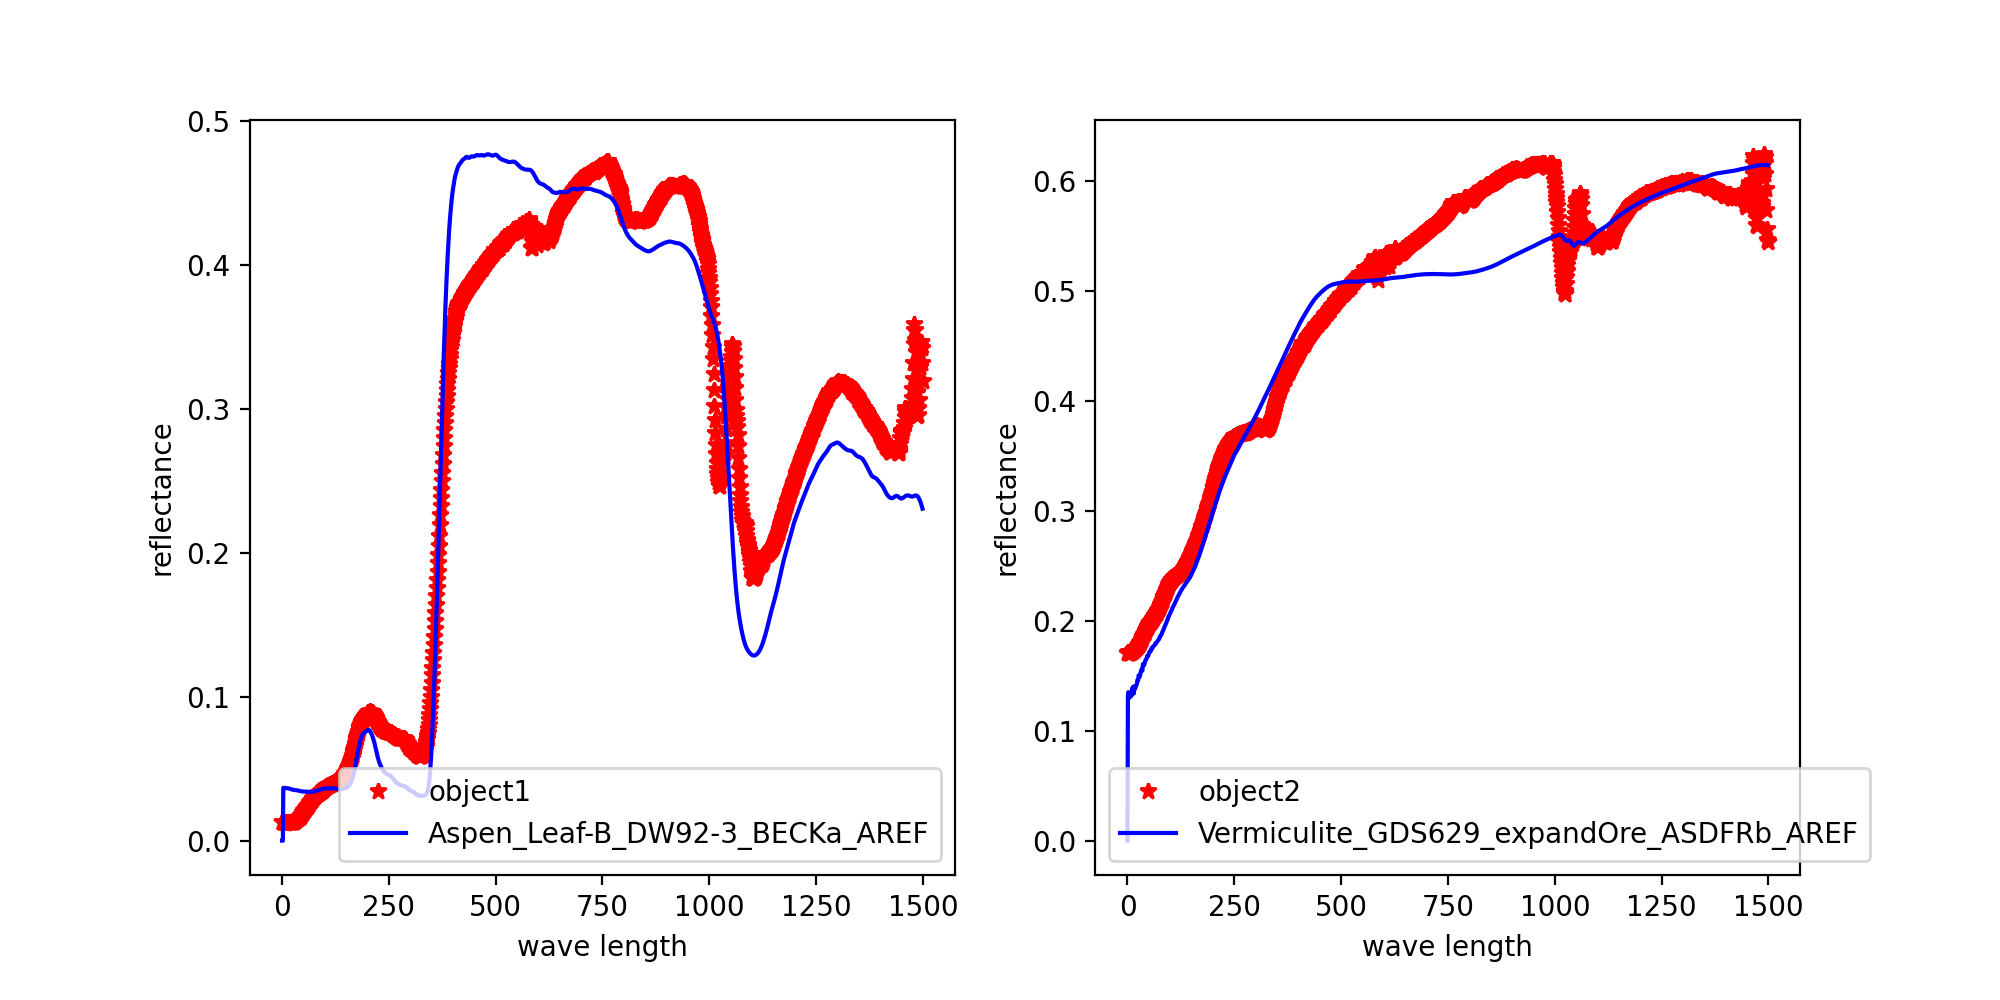 0.5
0.4
0.3
0.2
0.1
0.0
reflectance
object1
Aspen_Leaf-B_DW92-3_BECKa_AREF
0 250 500 750 1000 1250 1500
wave length
0.6
0.5
0.4
0.3
0.2
0.1
0.0
reflectance
object2
Vermiculite_GDS629_expandOre_ASDFRb_AREF
0 250 500 750 1000 1250 1500
wave length